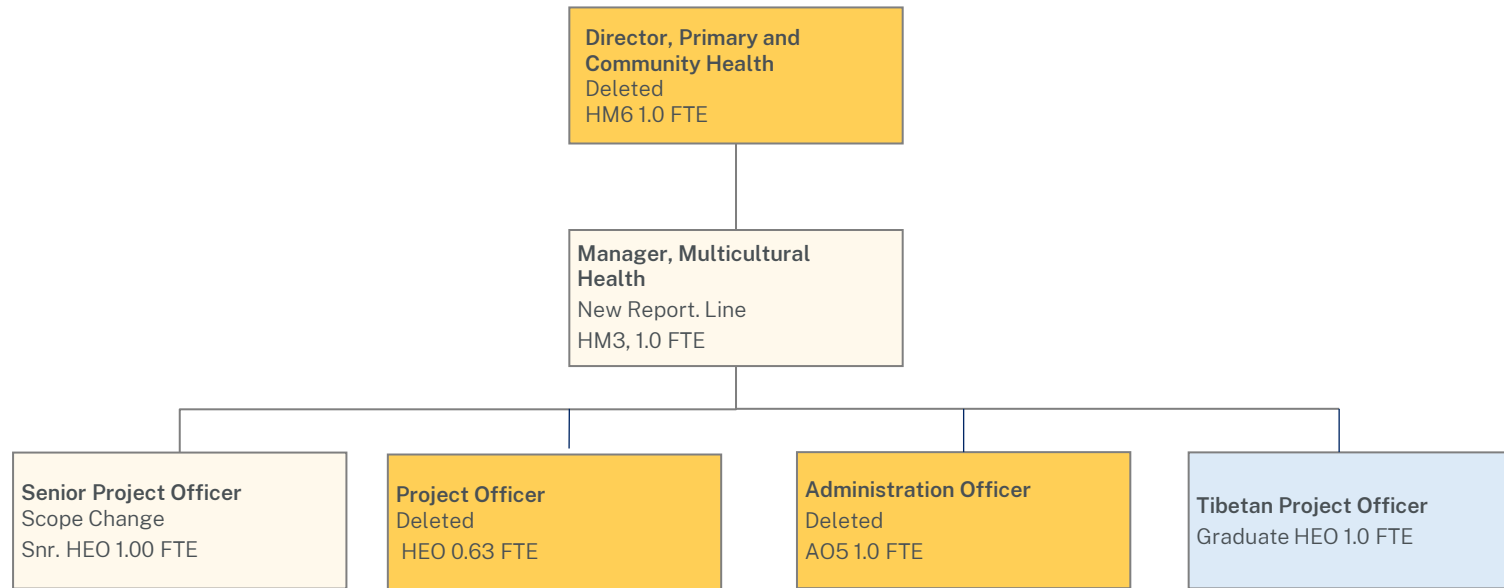 Director, Primary and
Community Health
Deleted
HM6 1.0 FTE
Manager, Multicultural
Health
New Report. Line
HM3, 1.0 FTE
Senior Project Officer
Scope Change
Snr. HEO 1.00 FTE
Project Officer
Deleted
HEO 0.63 FTE
Administration Officer
Deleted
AO5 1.0 FTE
Tibetan Project Officer
Graduate HEO 1.0 FTE